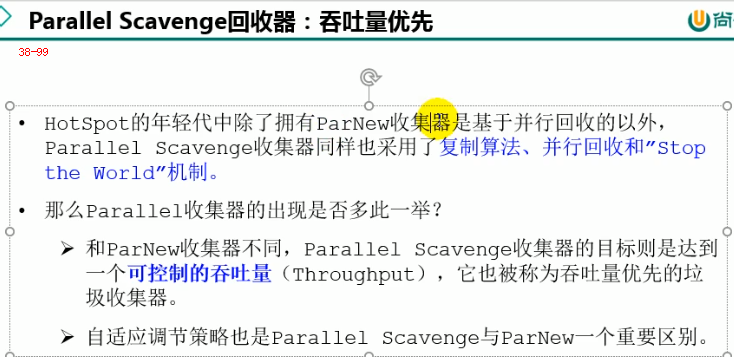 Parallel Scavenge回收器：吞吐量优先
尚
38-99
• HotSpot的年轻代中除了拥有ParNew收集器是基于并行回收的以外，
Parallel Scavenge收集器同样也采用了复制算法、并行回收和”Stop
the World”机制。
• 那么Parallel收集器的出现是否多此一举？
➢ 和ParNew收集器不同，Parallel Scavenge收集器的目标则是达到
一个可控制的吞吐量（Throughput），它也被称为吞吐量优先的垃
圾收集器。
➢ 自适应调节策略也是Parallel Scavenge与ParNew一个重要区别。